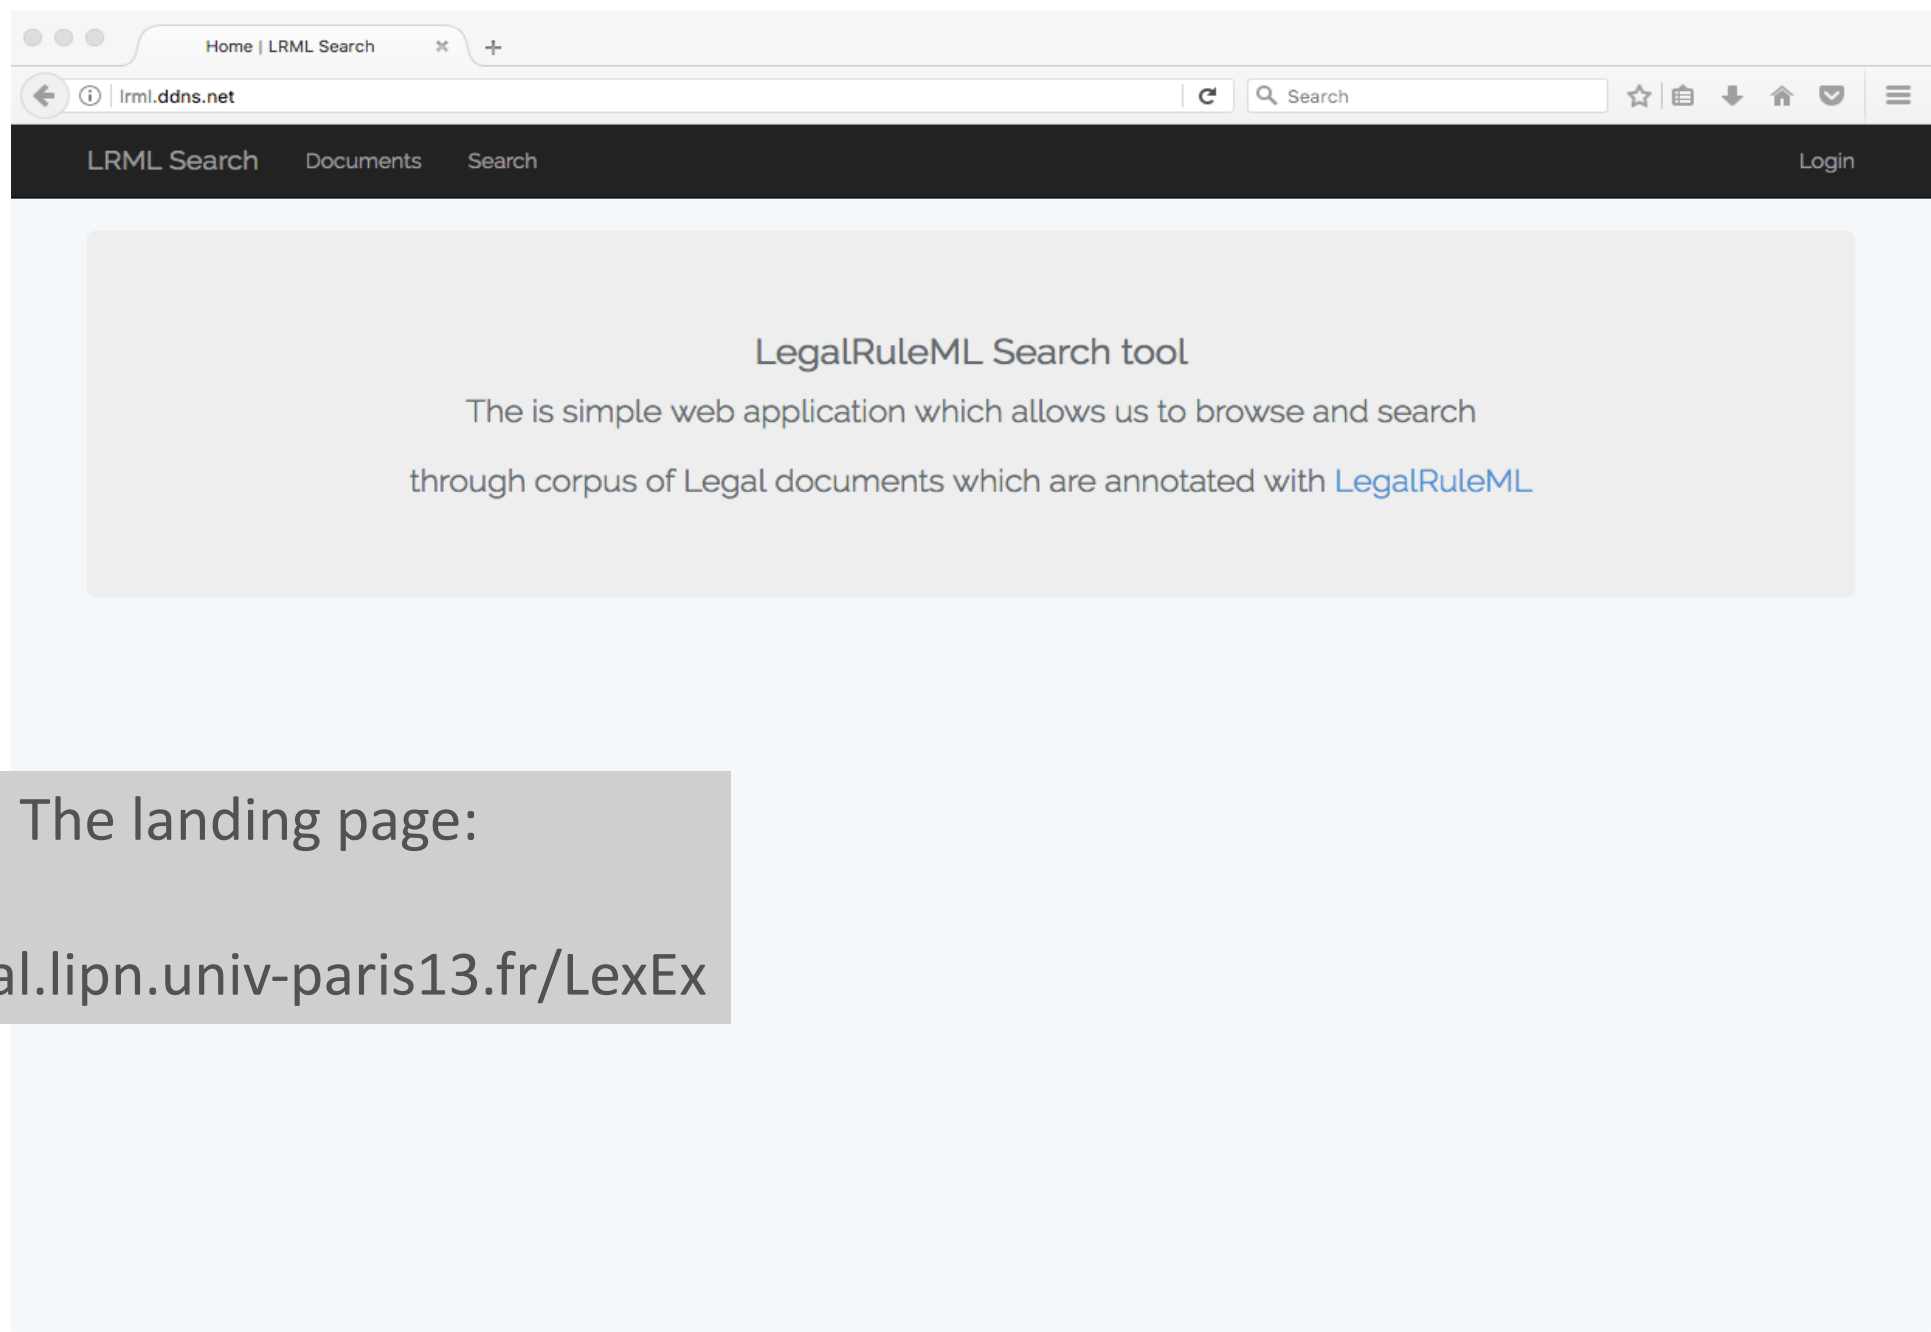 Home | LRML Search
lrml.ddns.net
Search
LRML Search Documents Search Login
LegalRuleML Search tool
The is simple web application which allows us to browse and search
through corpus of Legal documents which are annotated with LegalRuleML
The landing page:
al.lipn.univ-paris13.fr/LexEx